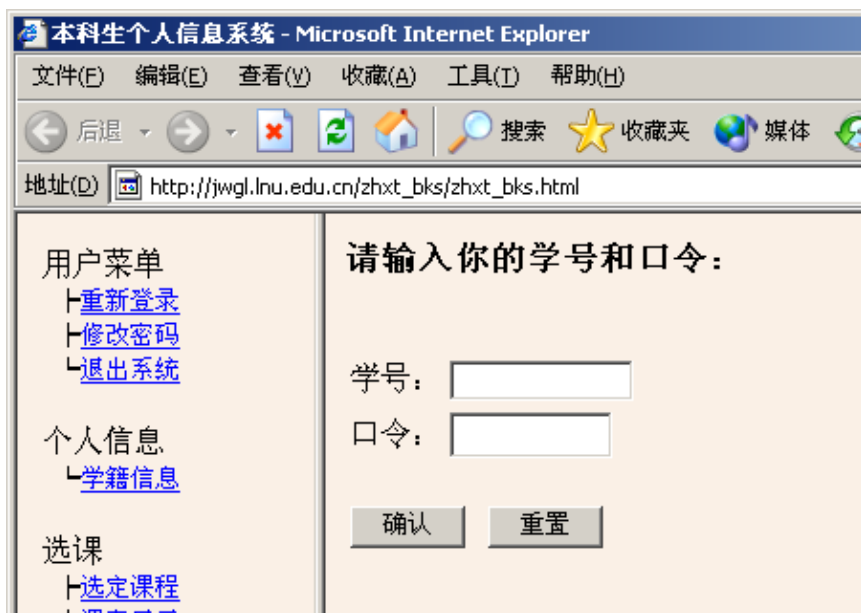 本科生个人信息系统 - Microsoft Internet Explorer
文件(F) 编辑(E) 查看(V) 收藏(A) 工具(T) 帮助(H)
后退 搜索 收藏夹 媒体
地址(D) http://jwgl.lnu.edu.cn/zhxt_bks/zhxt_bks.html
用户菜单
重新登录
修改密码
退出系统
个人信息
学籍信息
选课
选定课程
请输入你的学号和口令：
学号：
口令：
确认 重置